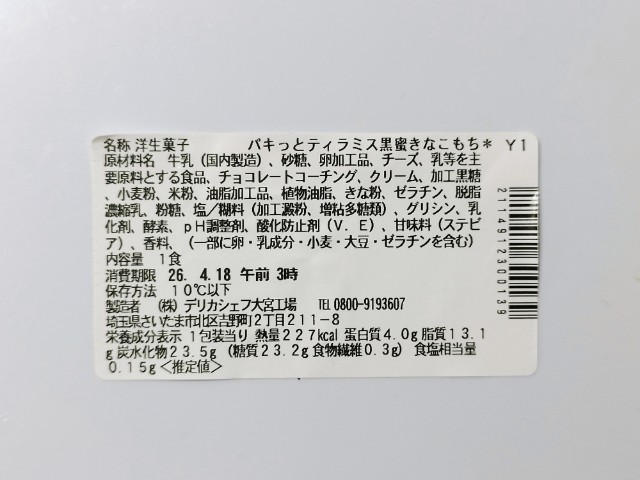 名称 洋生菓子　パキっとティラミス黒蜜きなこもち＊ Y1
原材料名 牛乳（国内製造）、砂糖、卵加工品、チーズ、乳等を主
要原料とする食品、チョコレートコーチング、クリーム、加工黒糖
、小麦粉、米粉、油脂加工品、植物油脂、きな粉、ゼラチン、脱脂
濃縮乳、粉糖、塩／糊料（加工澱粉、増粘多糖類）、グリシン、乳
化剤、酵素、ｐＨ調整剤、酸化防止剤（Ｖ．Ｅ）、甘味料（ステビ
ア）、香料、（一部に卵・乳成分・小麦・大豆・ゼラチンを含む）
内容量 1食
消費期限 26. 4.18 午前 3時
保存方法 10℃以下
製造者 （株）デリカシェフ大宮工場 TEL 0800-9193607
埼玉県さいたま市北区吉野町2丁目211-8
栄養成分表示 1包装当り 熱量227kcal 蛋白質4.0g 脂質13.1
g 炭水化物23.5g（糖質23.2g 食物繊維0.3g） 食塩相当量
0.15g＜推定値＞
2114912300139